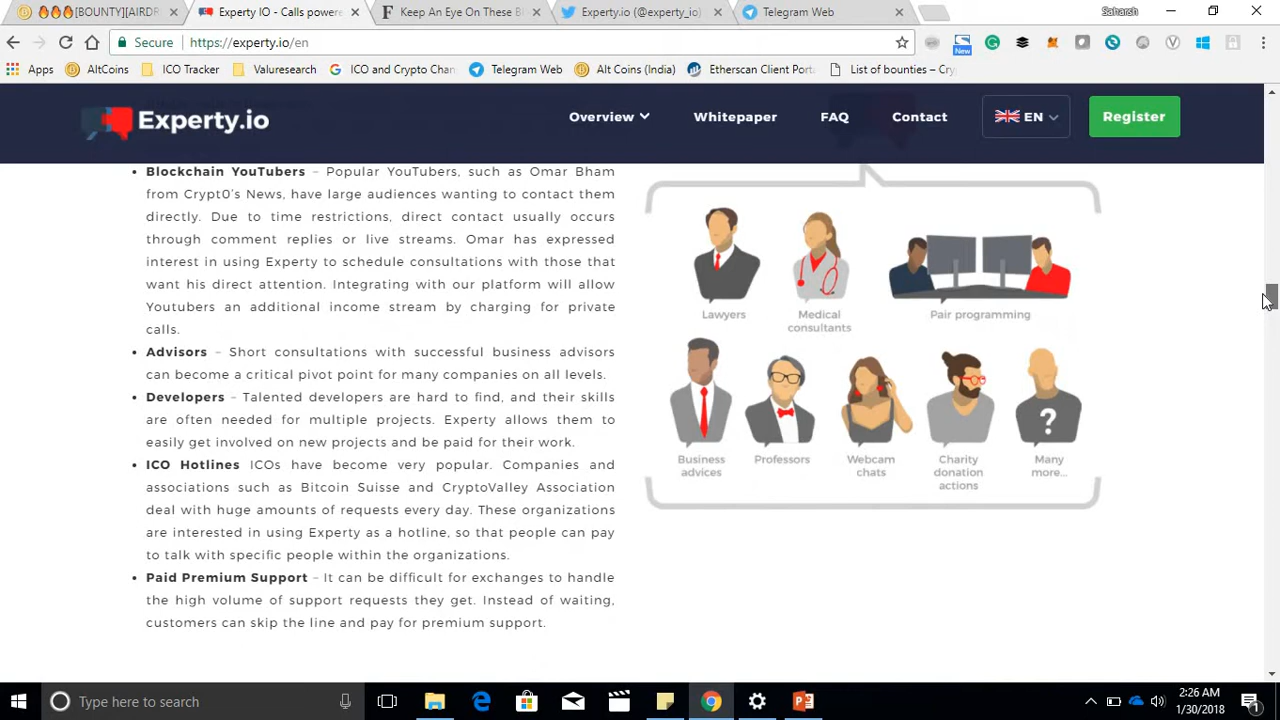 [BOUNTY][AIRD
Experty IO - Calls power
Keep An Eye On These B
Experty.io (@experty_io)
Telegram Web
Saharsh
Secure
https://experty.io/en
New
Apps
AltCoins
ICO Tracker
Valuresearch
ICO and Crypto Chan
Telegram Web
Alt Coins (India)
Etherscan Client Port
List of bounties – Cry
Experty.io
Overview
Whitepaper
FAQ
Contact
EN
Register
• Blockchain YouTubers – Popular YouTubers, such as Omar Bham
from Crypt0's News, have large audiences wanting to contact them
directly. Due to time restrictions, direct contact usually occurs
through comment replies or live streams. Omar has expressed
interest in using Experty to schedule consultations with those that
want his direct attention. Integrating with our platform will allow
Youtubers an additional income stream by charging for private
calls.
• Advisors – Short consultations with successful business advisors
can become a critical pivot point for many companies on all levels.
• Developers – Talented developers are hard to find, and their skills
are often needed for multiple projects. Experty allows them to
easily get involved on new projects and be paid for their work.
• ICO Hotlines ICOs have become very popular. Companies and
associations such as Bitcoin Suisse and CryptoValley Association
deal with huge amounts of requests every day. These organizations
are interested in using Experty as a hotline, so that people can pay
to talk with specific people within the organizations.
• Paid Premium Support – It can be difficult for exchanges to handle
the high volume of support requests they get. Instead of waiting,
customers can skip the line and pay for premium support.
Lawyers
Medical
consultants
Pair programming
?
Business
advices
Professors
Webcam
chats
Charity
donation
actions
Many
more...
Type here to search
2:26 AM
1/30/2018
1